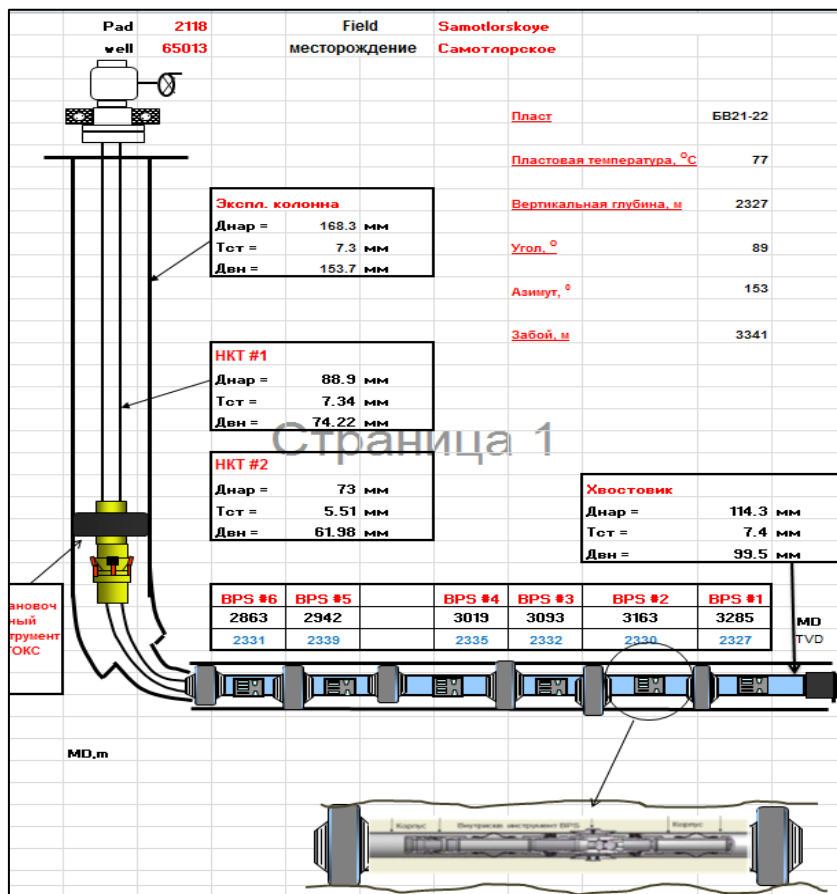 Pad 2118 Field Samotlorskoye
well 65013 месторождение Самотлорское
Пласт БВ21-22
Пластовая температура, °С 77
Вертикальная глубина, м 2327
Угол, ° 89
Азимут, ° 153
Забой, м 3341
Экспл. колонна
Днар = 168.3 мм
Тст = 7.3 мм
Двн = 153.7 мм
НКТ #1
Днар = 88.9 мм
Тст = 7.34 мм
Двн = 74.22 мм
Страница 1
НКТ #2
Днар = 73 мм
Тст = 5.51 мм
Двн = 61.98 мм
Хвостовик
Днар = 114.3 мм
Тст = 7.4 мм
Двн = 99.5 мм
ановоч
ный
трумент
ОКС
BPS #6 BPS #5 BPS #4 BPS #3 BPS #2 BPS #1
2863 2942 3019 3093 3163 3285 MD
2331 2339 2335 2332 2330 2327 TVD
MD,m
Корпус Внутрискв. инструмент BPS Корпус